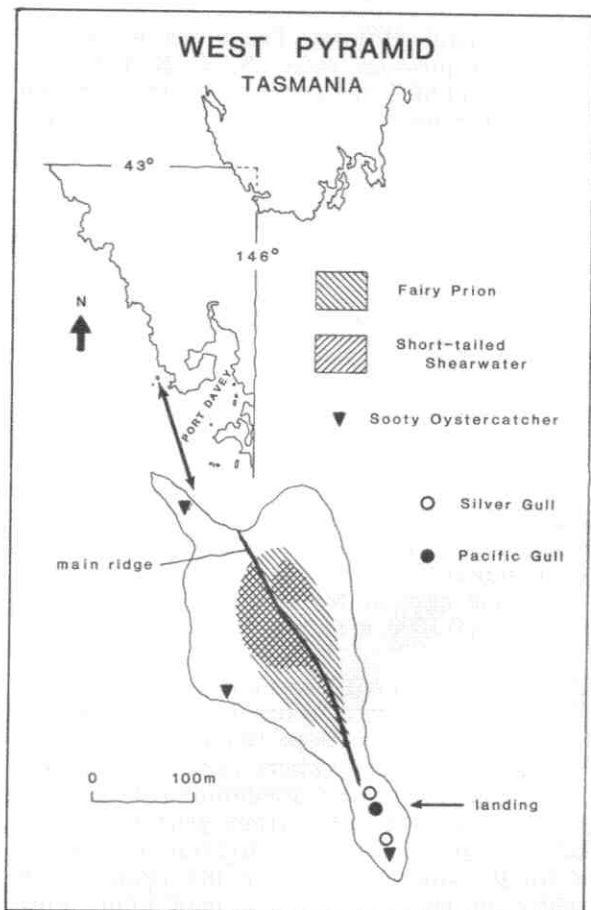 WEST PYRAMID
TASMANIA
43°
146°
N
Fairy Prion
Short-tailed
Shearwater
PORT DAVEY
Sooty Oystercatcher
Silver Gull
Pacific Gull
main ridge
0 100m
landing